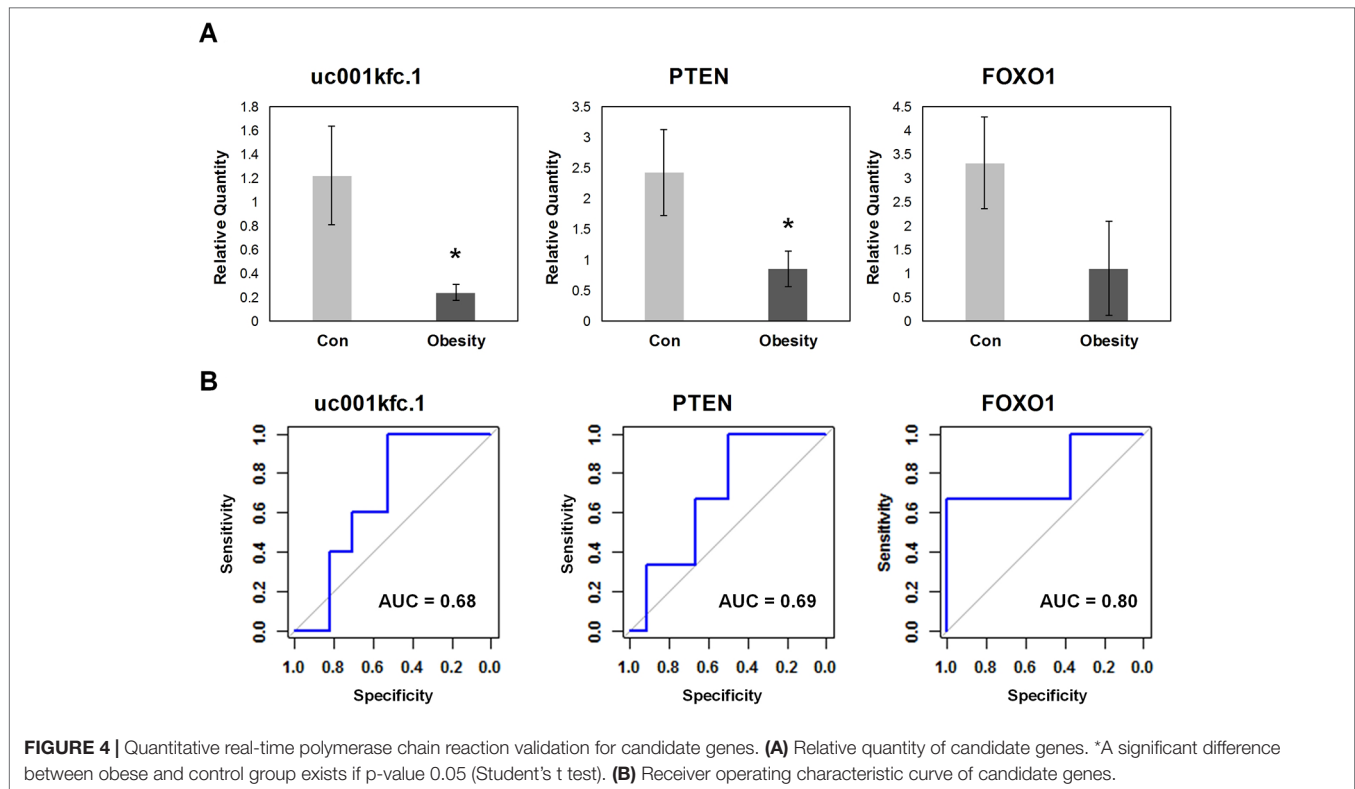 A
uc001kfc.1
PTEN
FOXO1
Relative Quantity
1.8
1.6
1.4
1.2
1
0.8
0.6
0.4
0.2
0
*
Con
Obesity
Relative Quantity
3.5
3
2.5
2
1.5
1
0.5
0
*
Con
Obesity
Relative Quantity
4.5
4
3.5
3
2.5
2
1.5
1
0.5
0
Con
Obesity
B
uc001kfc.1
PTEN
FOXO1
Sensitivity
1.0
0.8
0.6
0.4
0.2
0.0
AUC = 0.68
1.0 0.8 0.6 0.4 0.2 0.0
Specificity
Sensitivity
1.0
0.8
0.6
0.4
0.2
0.0
AUC = 0.69
1.0 0.8 0.6 0.4 0.2 0.0
Specificity
Sensitivity
1.0
0.8
0.6
0.4
0.2
0.0
AUC = 0.80
1.0 0.8 0.6 0.4 0.2 0.0
Specificity
FIGURE 4 | Quantitative real-time polymerase chain reaction validation for candidate genes. (A) Relative quantity of candidate genes. *A significant difference
between obese and control group exists if p-value 0.05 (Student's t test). (B) Receiver operating characteristic curve of candidate genes.